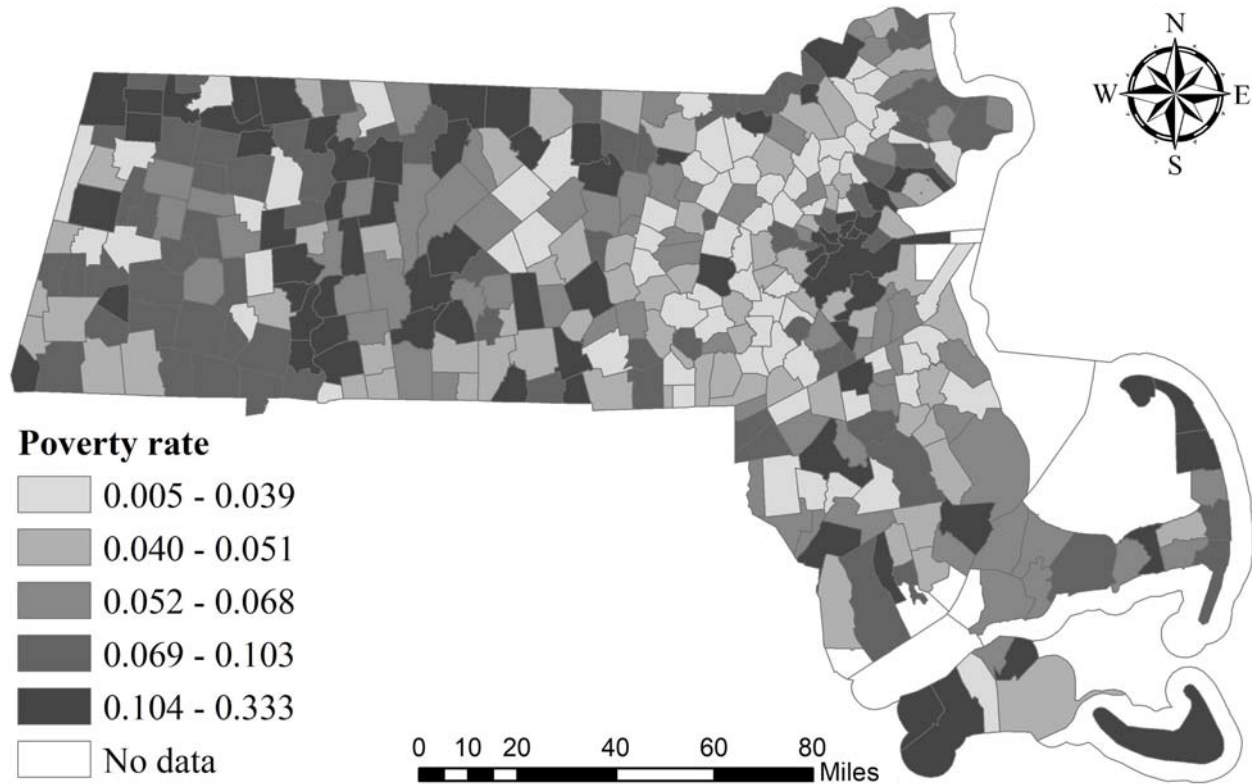 N
W E
S
Poverty rate
0.005 - 0.039
0.040 - 0.051
0.052 - 0.068
0.069 - 0.103
0.104 - 0.333
No data
0 10 20 40 60 80
Miles